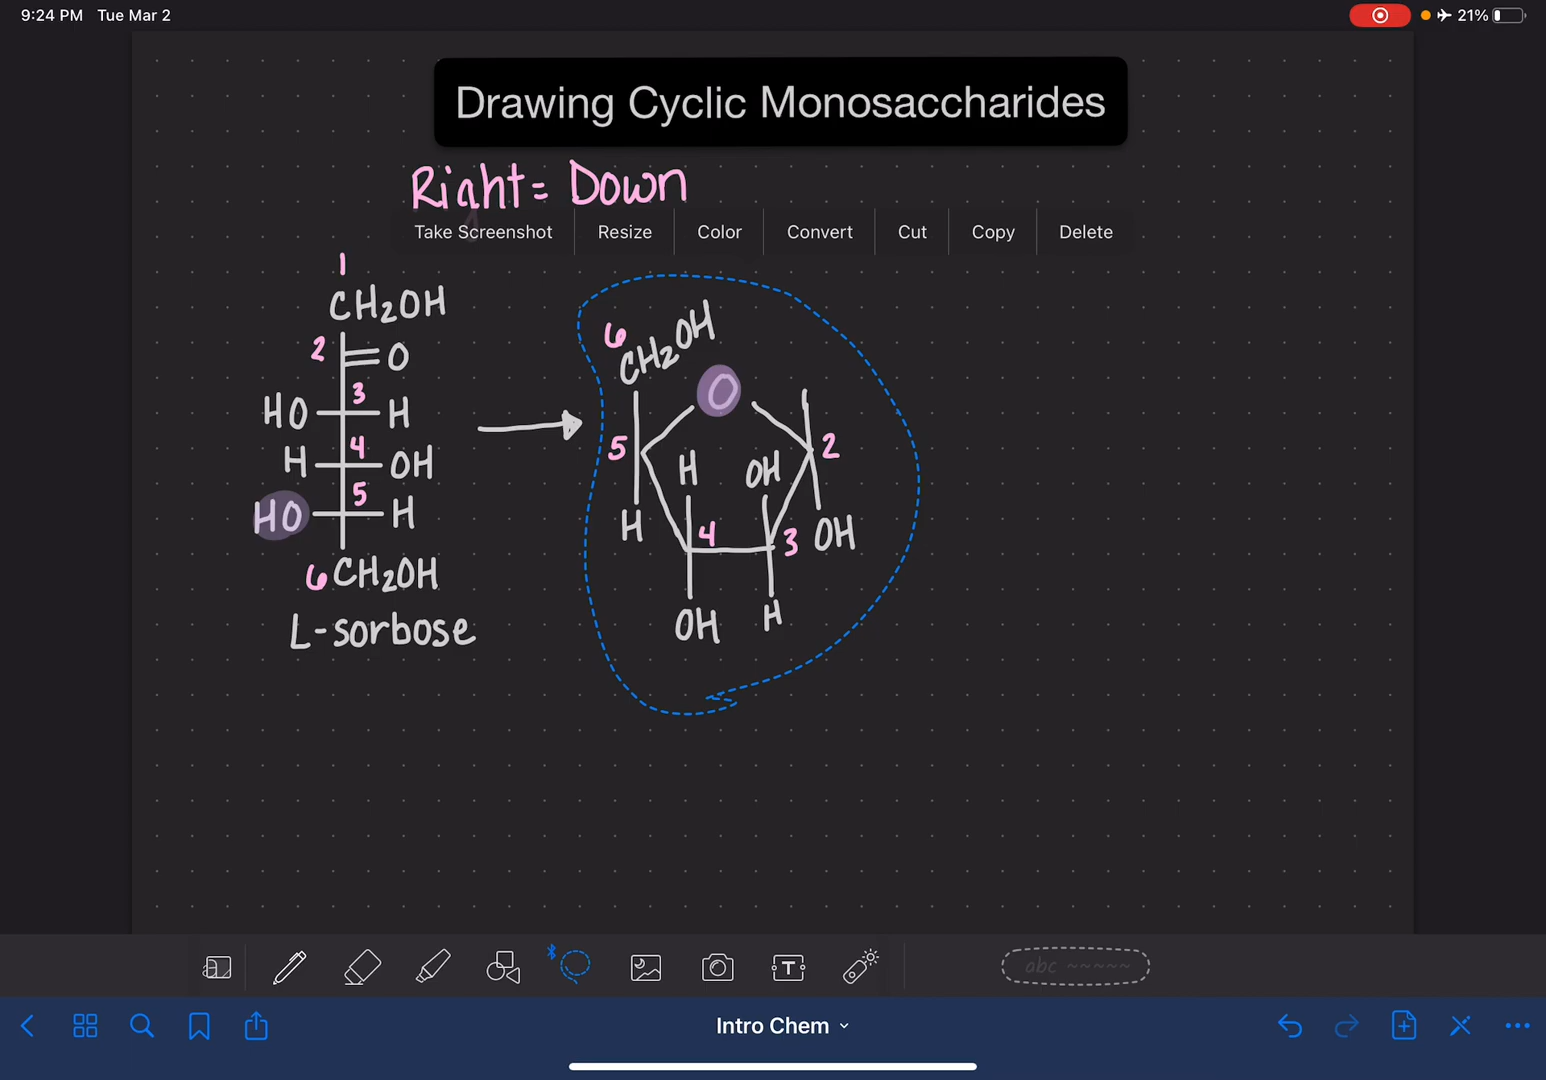 9:24 PM Tue Mar 2
21%
Drawing Cyclic Monosaccharides
Right = Down
Take Screenshot Resize Color Convert Cut Copy Delete
1
CH2OH
2 O
3
HO H
4
H OH
5
HO H
6 CH2OH
L-sorbose
6
CH2OH
O
5 2
H OH
H 4 3 OH
OH H
T
abc
Intro Chem